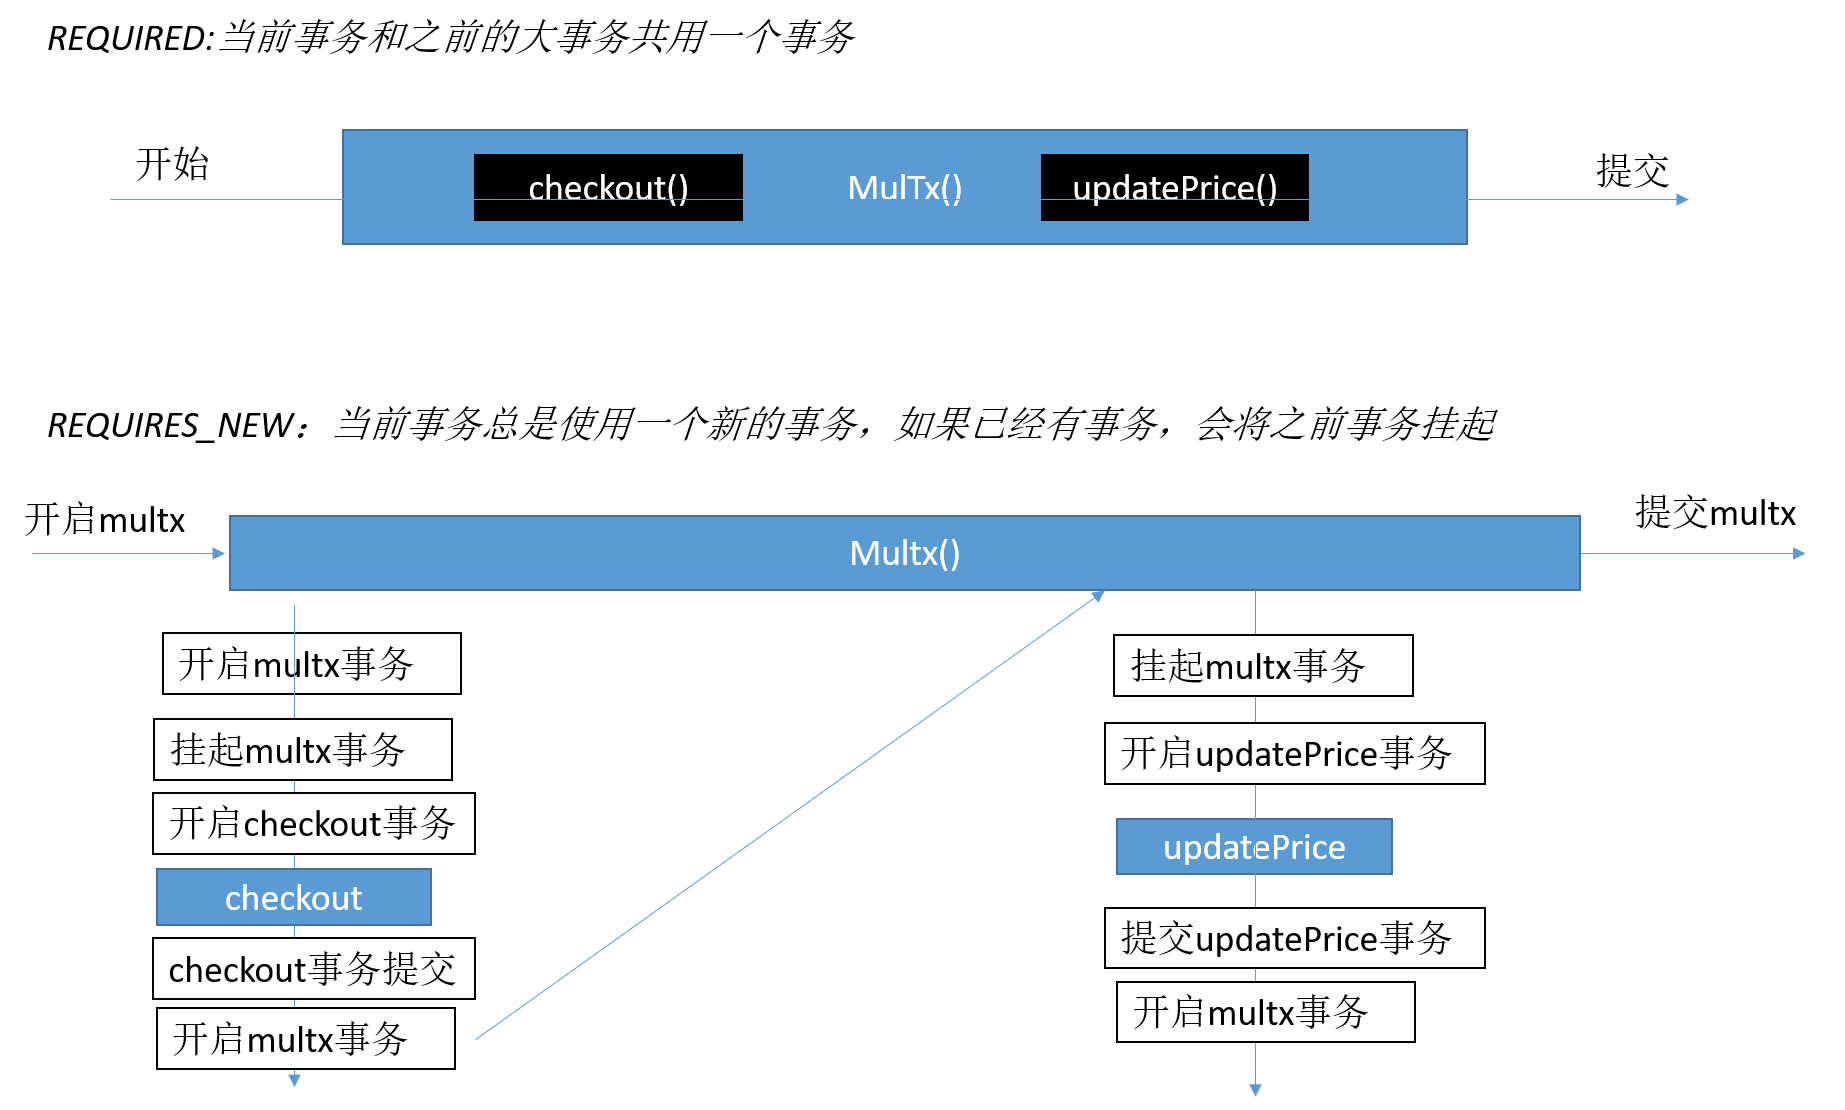 REQUIRED:当前事务和之前的大事务共用一个事务
开始
checkout()
MulTx()
updatePrice()
提交
REQUIRES_NEW：当前事务总是使用一个新的事务，如果已经有事务，会将之前事务挂起
开启multx
Multx()
提交multx
开启multx事务
挂起multx事务
开启checkout事务
checkout
checkout事务提交
开启multx事务
挂起multx事务
开启updatePrice事务
updatePrice
提交updatePrice事务
开启multx事务